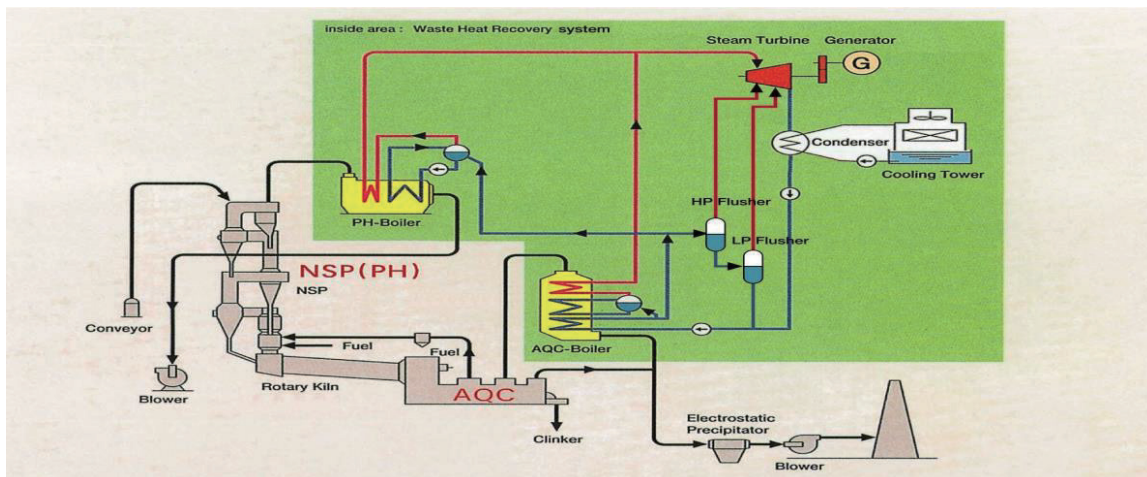 inside area : Waste Heat Recovery system
Steam Turbine Generator
G
Condenser
Cooling Tower
PH-Boiler
HP Flusher
LP Flusher
NSP(PH)
NSP
Conveyor
Fuel
Fuel
AQC-Boiler
Rotary Kiln
Blower
AQC
Clinker
Electrostatic
Precipitator
Blower